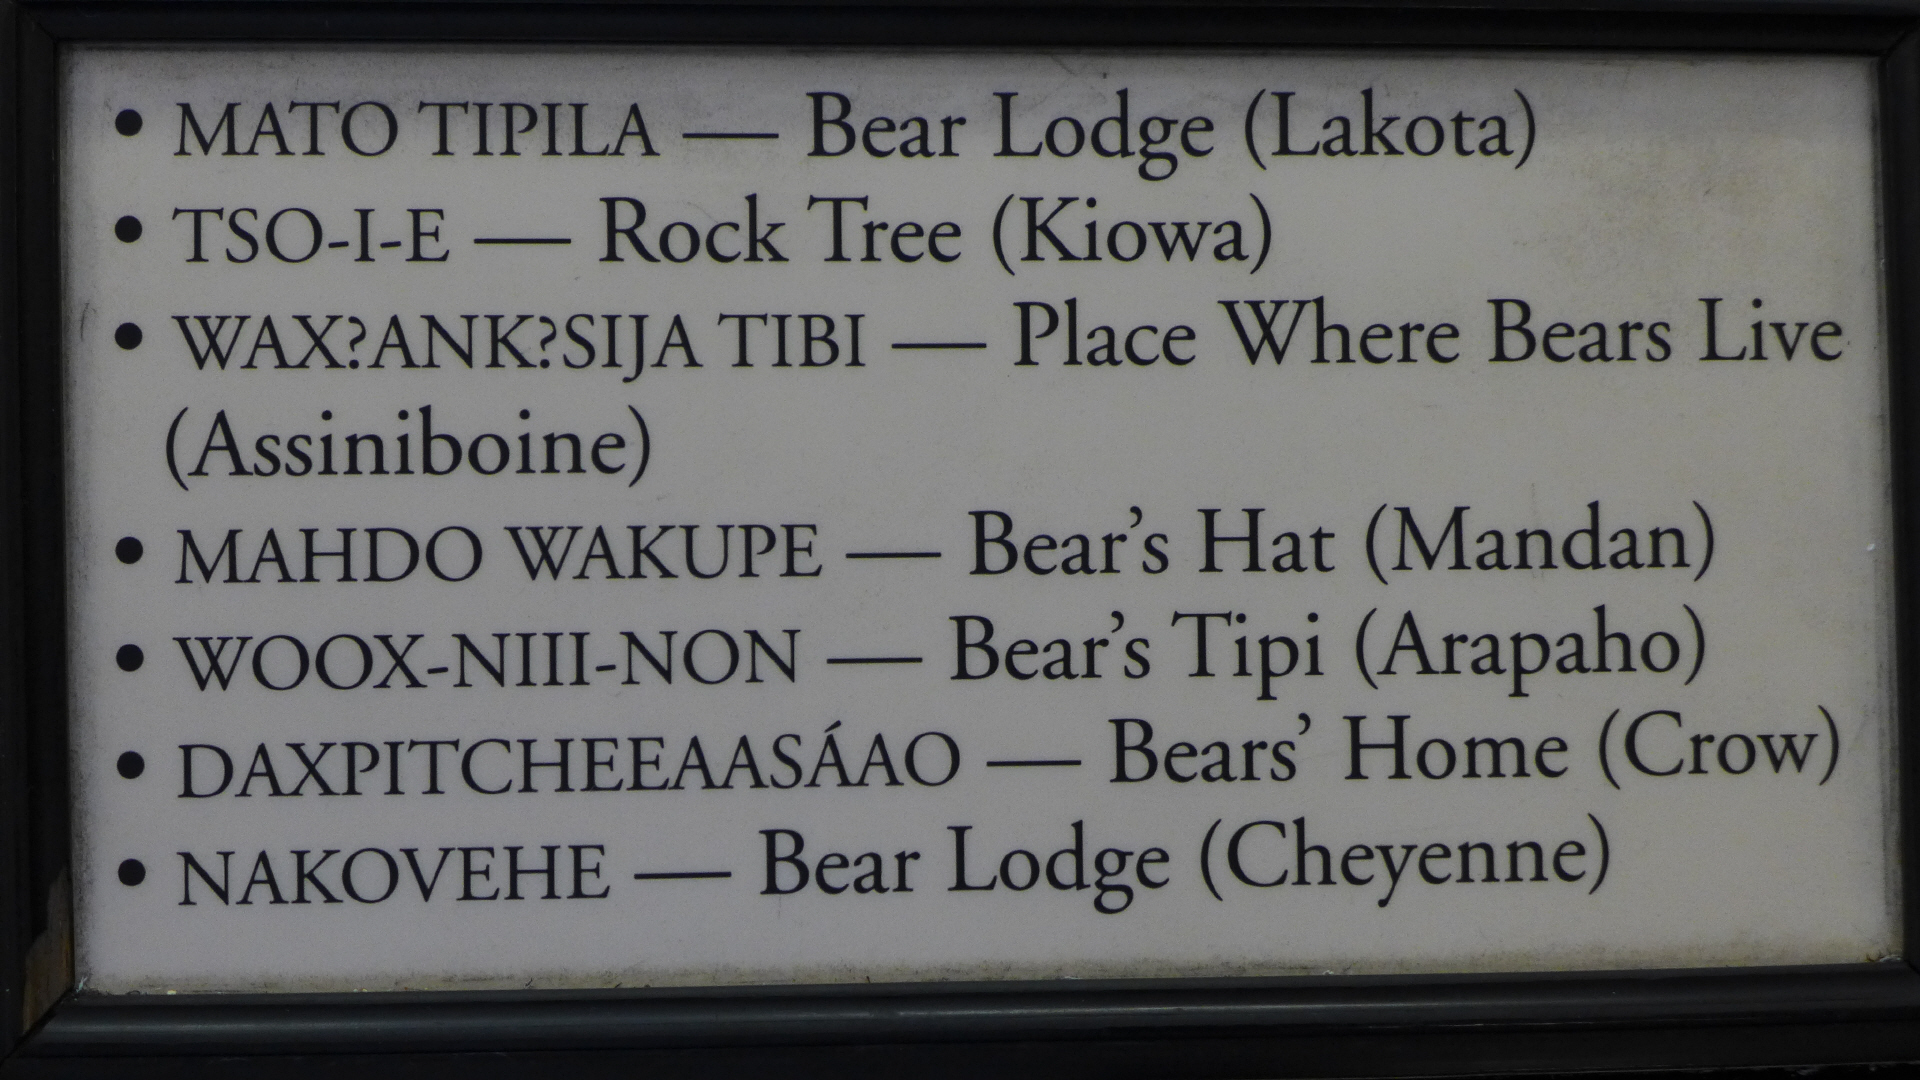 • MATO TIPILA — Bear Lodge (Lakota)
• TSO-I-E — Rock Tree (Kiowa)
• WAX?ANK?SIJA TIBI — Place Where Bears Live
(Assiniboine)
• MAHDO WAKUPE — Bear’s Hat (Mandan)
• WOOX-NIII-NON — Bear’s Tipi (Arapaho)
• DAXPITCHEEAASÁAO — Bears’ Home (Crow)
• NAKOVEHE — Bear Lodge (Cheyenne)